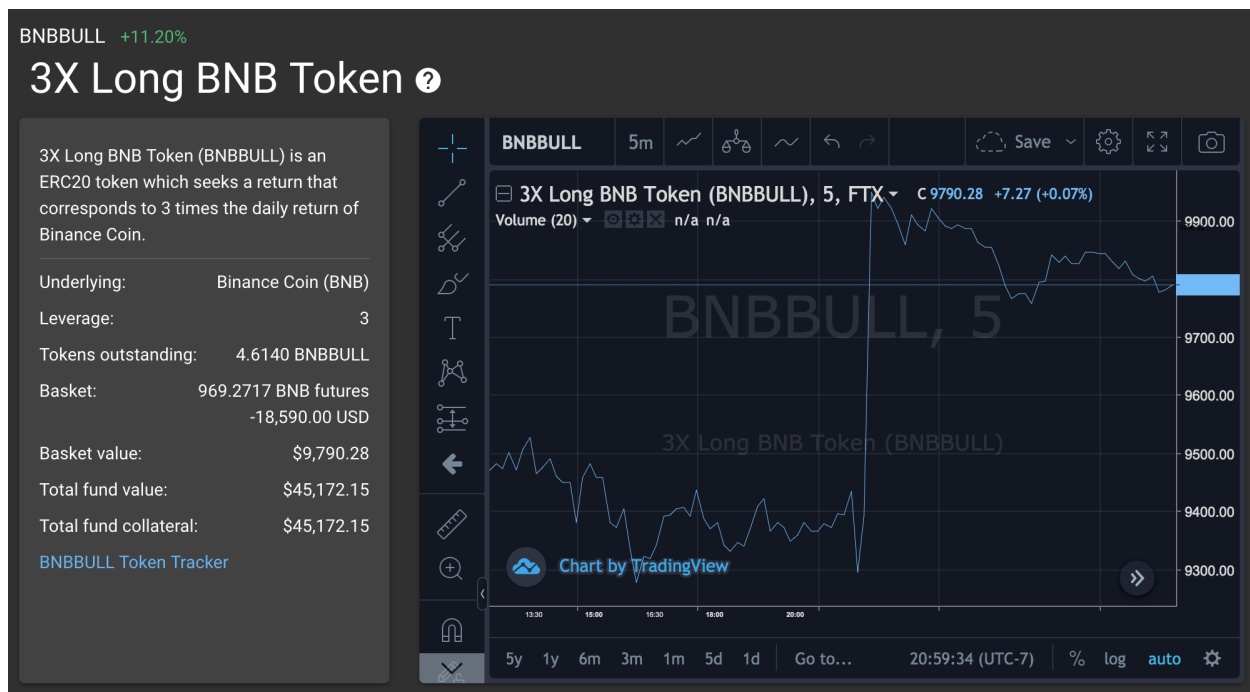 BNBBULL +11.20%
3X Long BNB Token ?
3X Long BNB Token (BNBBULL) is an
ERC20 token which seeks a return that
corresponds to 3 times the daily return of
Binance Coin.
Underlying: Binance Coin (BNB)
Leverage: 3
Tokens outstanding: 4.6140 BNBBULL
Basket: 969.2717 BNB futures
-18,590.00 USD
Basket value: $9,790.28
Total fund value: $45,172.15
Total fund collateral: $45,172.15
BNBBULL Token Tracker
BNBBULL 5m Save
3X Long BNB Token (BNBBULL), 5, FTX C 9790.28 +7.27 (+0.07%)
Volume (20) n/a n/a
9900.00
BNBBULL, 5
9700.00
9600.00
3X Long BNB Token (BNBBULL)
9500.00
9400.00
9300.00
Chart by TradingView
13:30 15:00 16:30 18:00 20:00
5y 1y 6m 3m 1m 5d 1d Go to... 20:59:34 (UTC-7) % log auto